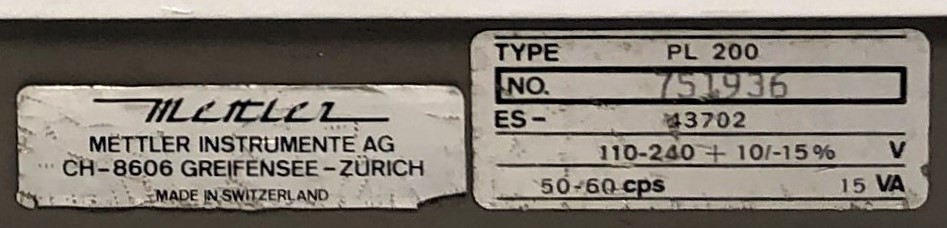 Mettler
METTLER INSTRUMENTE AG
CH-8606 GREIFENSEE-ZÜRICH
MADE IN SWITZERLAND
TYPE PL 200
NO. 751936
ES- 43702
110-240 + 10/-15% V
50-60 cps 15 VA